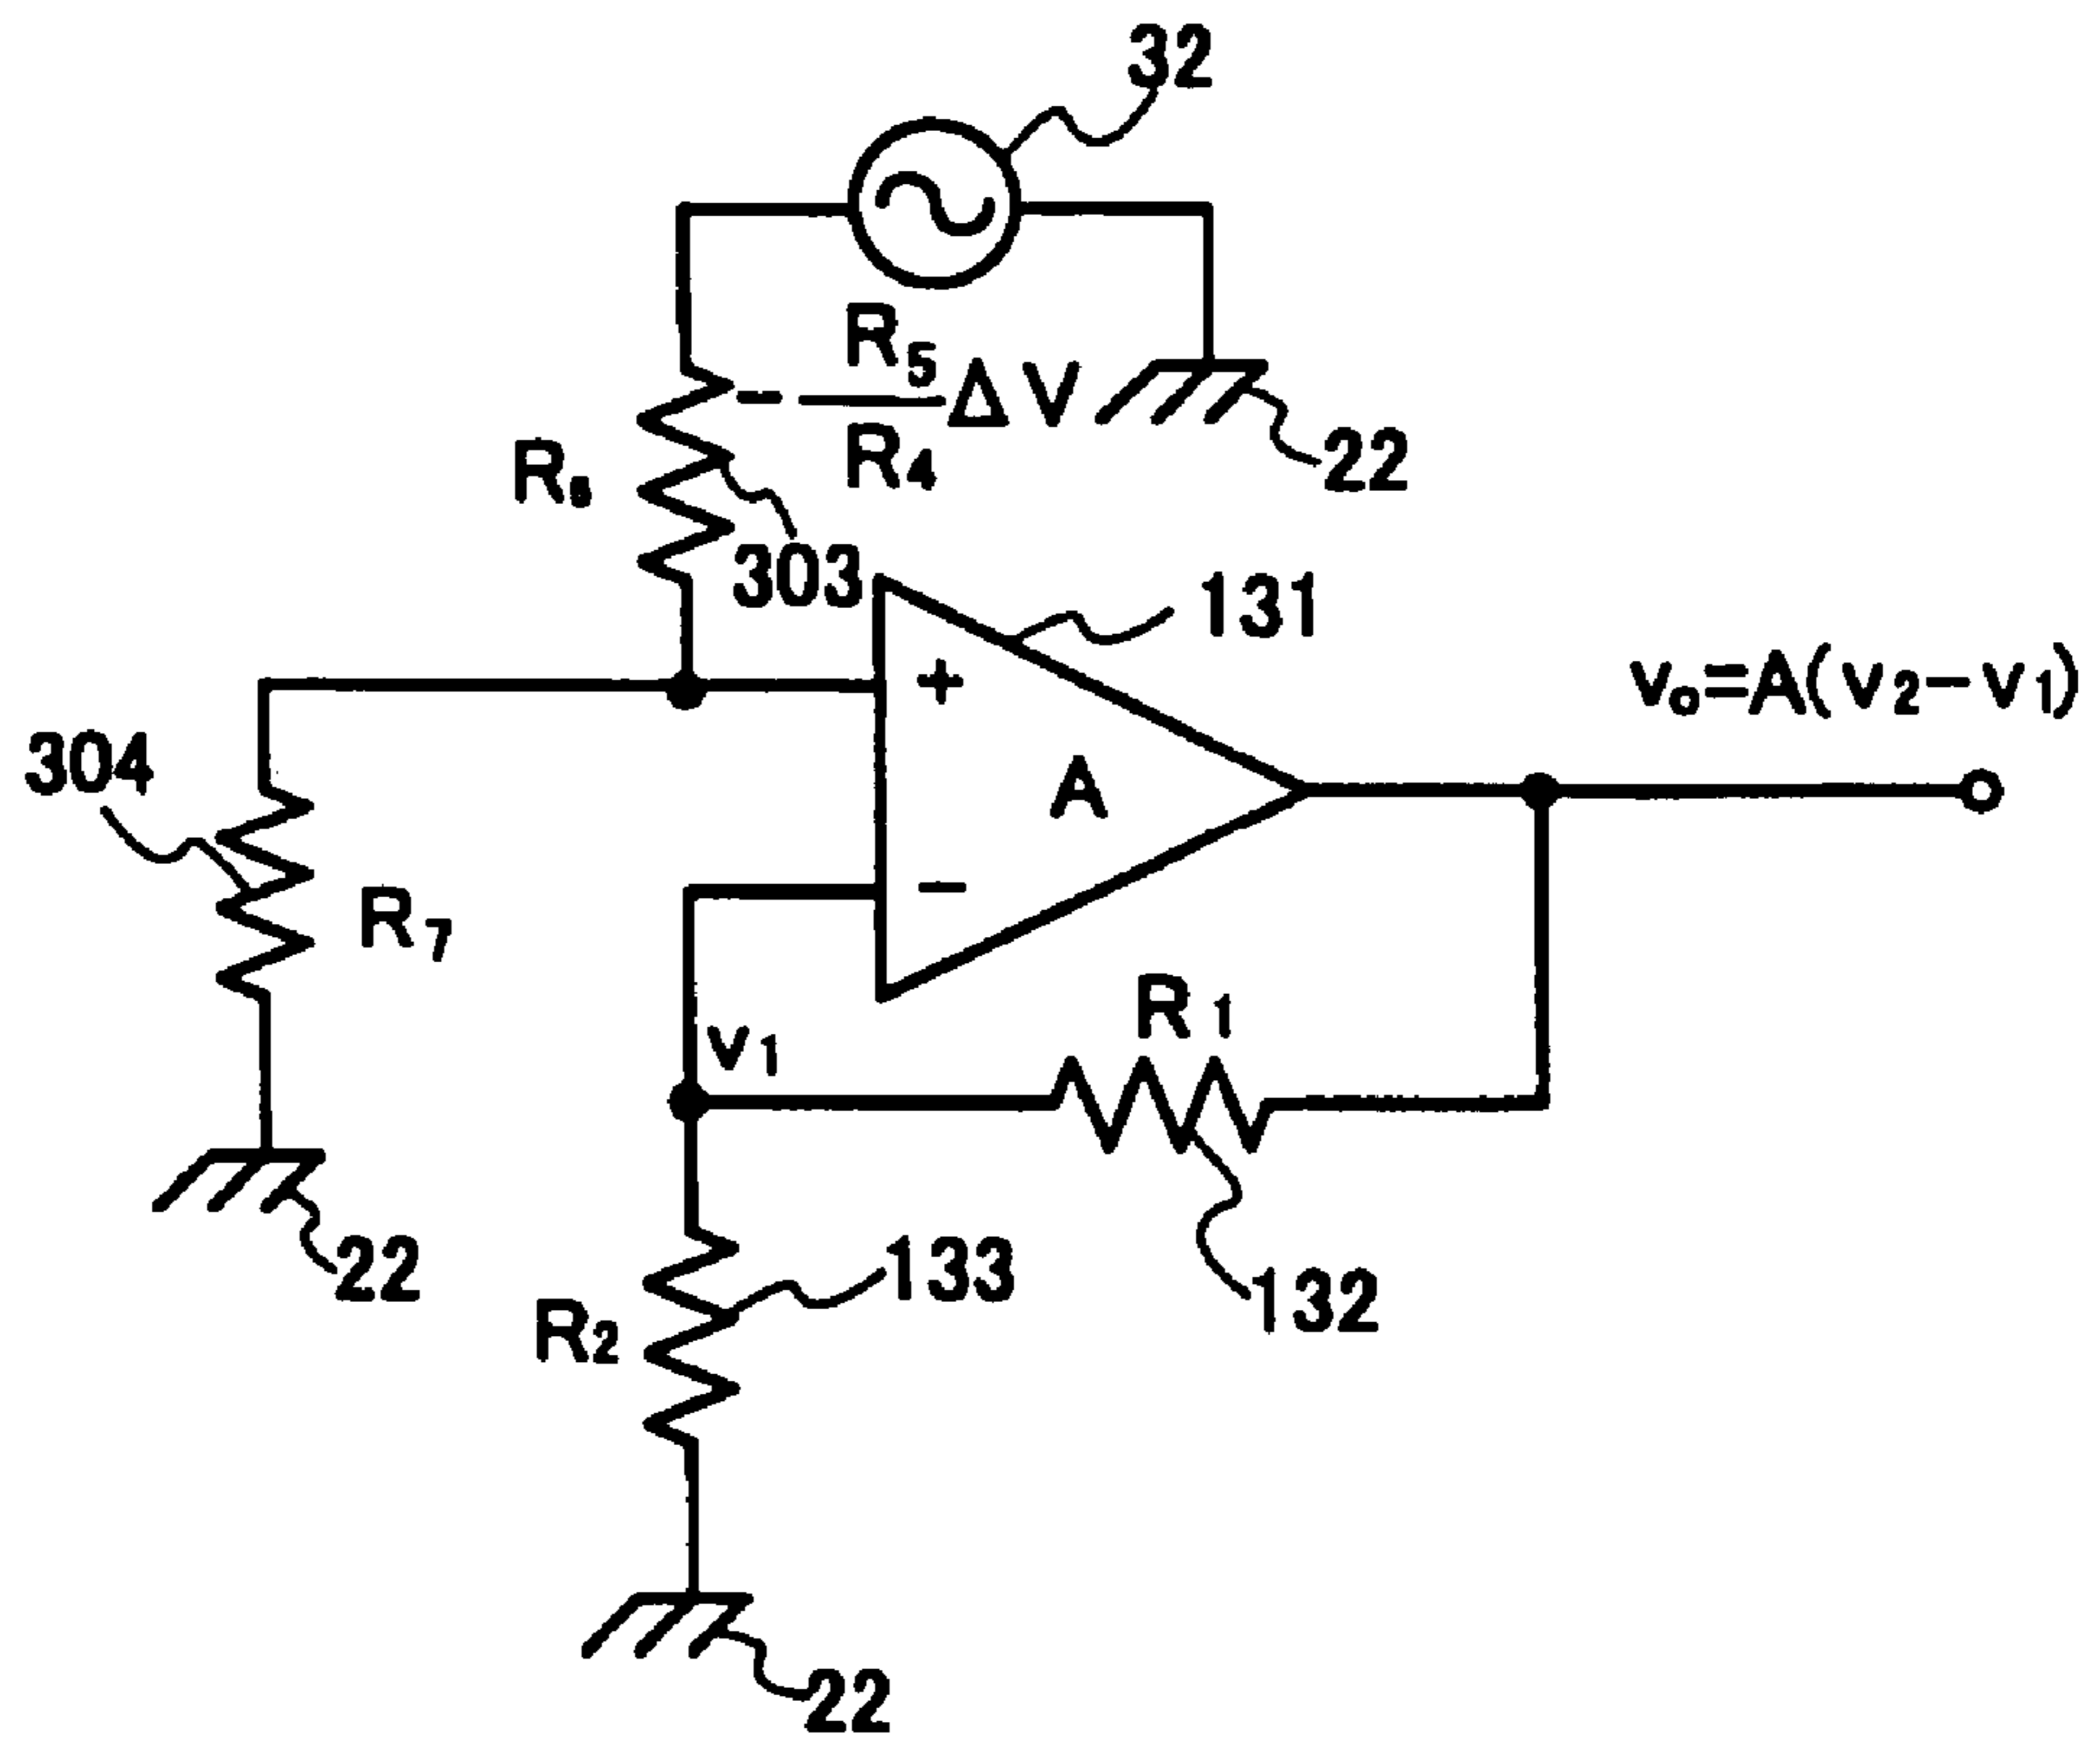 32
R5
- ΔV
R4
22
303
131
+
vo=A(v2-v1)
304
A
R7
-
R1
v1
22
133
132
R2
22